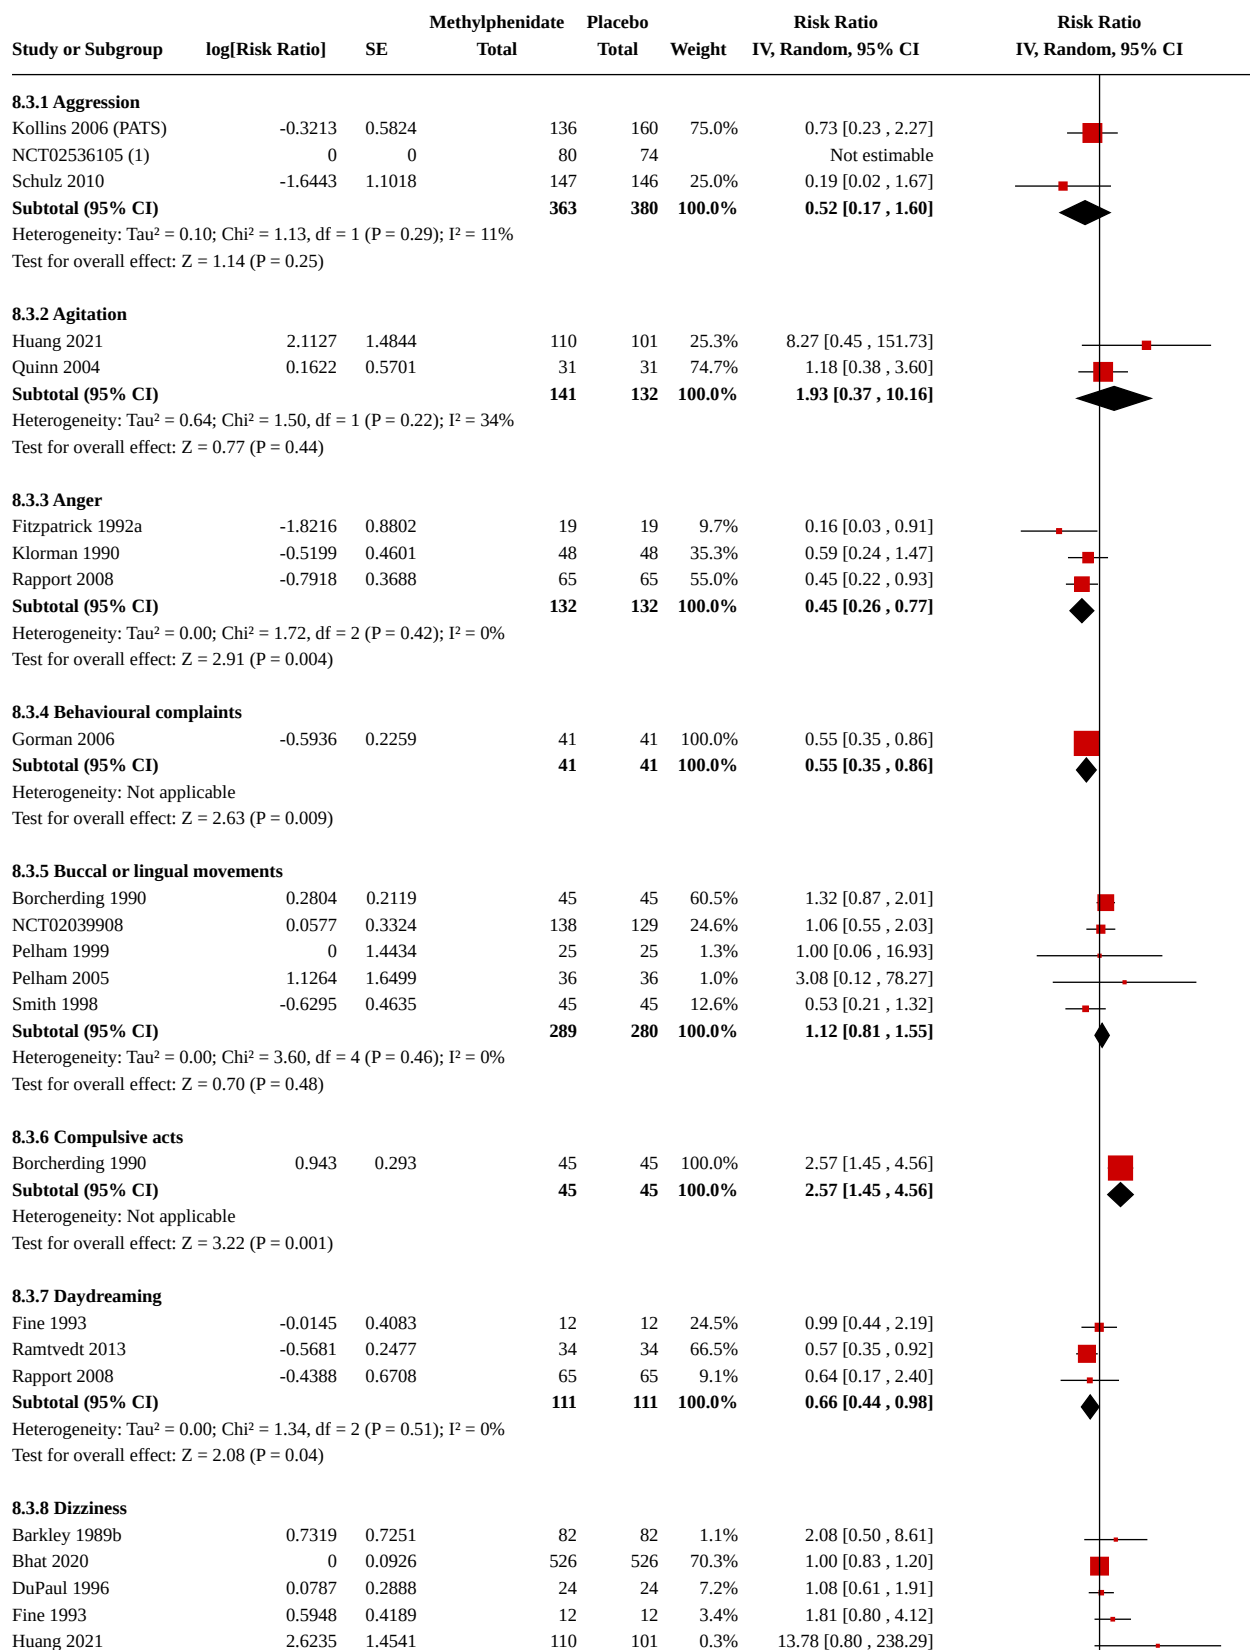 Methylphenidate Placebo Risk Ratio Risk Ratio
Study or Subgroup log[Risk Ratio] SE Total Total Weight IV, Random, 95% CI IV, Random, 95% CI
8.3.1 Aggression
Kollins 2006 (PATS) -0.3213 0.5824 136 160 75.0% 0.73 [0.23 , 2.27]
NCT02536105 (1) 0 0 80 74 Not estimable
Schulz 2010 -1.6443 1.1018 147 146 25.0% 0.19 [0.02 , 1.67]
Subtotal (95% CI) 363 380 100.0% 0.52 [0.17 , 1.60]
Heterogeneity: Tau² = 0.10; Chi² = 1.13, df = 1 (P = 0.29); I² = 11%
Test for overall effect: Z = 1.14 (P = 0.25)
8.3.2 Agitation
Huang 2021 2.1127 1.4844 110 101 25.3% 8.27 [0.45 , 151.73]
Quinn 2004 0.1622 0.5701 31 31 74.7% 1.18 [0.38 , 3.60]
Subtotal (95% CI) 141 132 100.0% 1.93 [0.37 , 10.16]
Heterogeneity: Tau² = 0.64; Chi² = 1.50, df = 1 (P = 0.22); I² = 34%
Test for overall effect: Z = 0.77 (P = 0.44)
8.3.3 Anger
Fitzpatrick 1992a -1.8216 0.8802 19 19 9.7% 0.16 [0.03 , 0.91]
Klorman 1990 -0.5199 0.4601 48 48 35.3% 0.59 [0.24 , 1.47]
Rapport 2008 -0.7918 0.3688 65 65 55.0% 0.45 [0.22 , 0.93]
Subtotal (95% CI) 132 132 100.0% 0.45 [0.26 , 0.77]
Heterogeneity: Tau² = 0.00; Chi² = 1.72, df = 2 (P = 0.42); I² = 0%
Test for overall effect: Z = 2.91 (P = 0.004)
8.3.4 Behavioural complaints
Gorman 2006 -0.5936 0.2259 41 41 100.0% 0.55 [0.35 , 0.86]
Subtotal (95% CI) 41 41 100.0% 0.55 [0.35 , 0.86]
Heterogeneity: Not applicable
Test for overall effect: Z = 2.63 (P = 0.009)
8.3.5 Buccal or lingual movements
Borcherding 1990 0.2804 0.2119 45 45 60.5% 1.32 [0.87 , 2.01]
NCT02039908 0.0577 0.3324 138 129 24.6% 1.06 [0.55 , 2.03]
Pelham 1999 0 1.4434 25 25 1.3% 1.00 [0.06 , 16.93]
Pelham 2005 1.1264 1.6499 36 36 1.0% 3.08 [0.12 , 78.27]
Smith 1998 -0.6295 0.4635 45 45 12.6% 0.53 [0.21 , 1.32]
Subtotal (95% CI) 289 280 100.0% 1.12 [0.81 , 1.55]
Heterogeneity: Tau² = 0.00; Chi² = 3.60, df = 4 (P = 0.46); I² = 0%
Test for overall effect: Z = 0.70 (P = 0.48)
8.3.6 Compulsive acts
Borcherding 1990 0.943 0.293 45 45 100.0% 2.57 [1.45 , 4.56]
Subtotal (95% CI) 45 45 100.0% 2.57 [1.45 , 4.56]
Heterogeneity: Not applicable
Test for overall effect: Z = 3.22 (P = 0.001)
8.3.7 Daydreaming
Fine 1993 -0.0145 0.4083 12 12 24.5% 0.99 [0.44 , 2.19]
Ramtvedt 2013 -0.5681 0.2477 34 34 66.5% 0.57 [0.35 , 0.92]
Rapport 2008 -0.4388 0.6708 65 65 9.1% 0.64 [0.17 , 2.40]
Subtotal (95% CI) 111 111 100.0% 0.66 [0.44 , 0.98]
Heterogeneity: Tau² = 0.00; Chi² = 1.34, df = 2 (P = 0.51); I² = 0%
Test for overall effect: Z = 2.08 (P = 0.04)
8.3.8 Dizziness
Barkley 1989b 0.7319 0.7251 82 82 1.1% 2.08 [0.50 , 8.61]
Bhat 2020 0 0.0926 526 526 70.3% 1.00 [0.83 , 1.20]
DuPaul 1996 0.0787 0.2888 24 24 7.2% 1.08 [0.61 , 1.91]
Fine 1993 0.5948 0.4189 12 12 3.4% 1.81 [0.80 , 4.12]
Huang 2021 2.6235 1.4541 110 101 0.3% 13.78 [0.80 , 238.29]